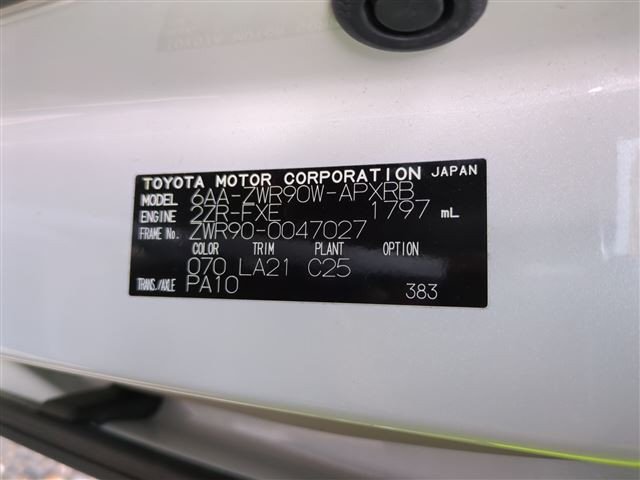 TOYOTA MOTOR CORPORATION JAPAN
MODEL 6AA-ZWR90W-APXRB
ENGINE 2ZR-FXE 1797 mL
FRAME No. ZWR90-0047027
COLOR TRIM PLANT OPTION
070 LA21 C25
TRANS./AXLE PA10 383